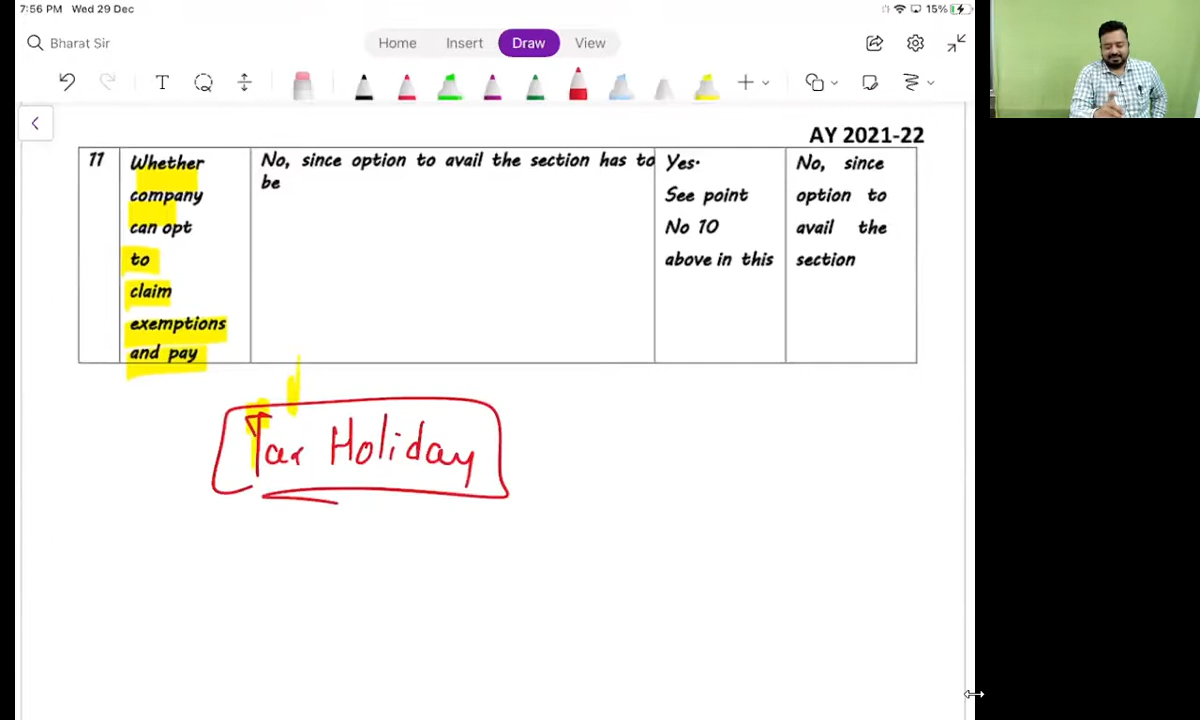 7:56 PM Wed 29 Dec
15%
Bharat Sir
Home Insert Draw View
T
AY 2021-22
11
Whether
company
can opt
to
claim
exemptions
and pay
No, since option to avail the section has to
be
Yes·
See point
No 10
above in this
No, since
option to
avail the
section
Tax Holiday